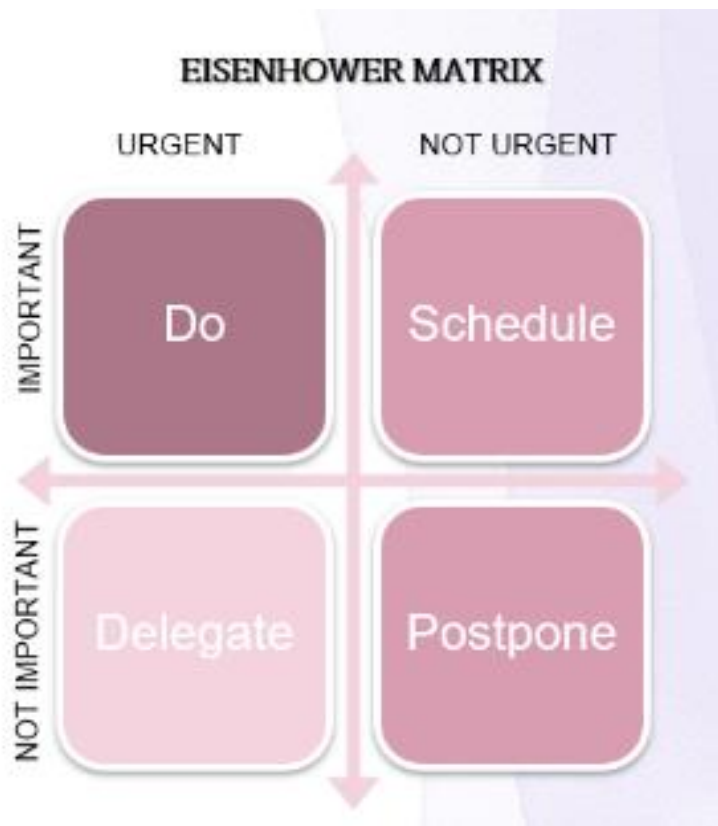 EISENHOWER MATRIX
URGENT
NOT URGENT
IMPORTANT
Do
Schedule
NOT IMPORTANT
Delegate
Postpone